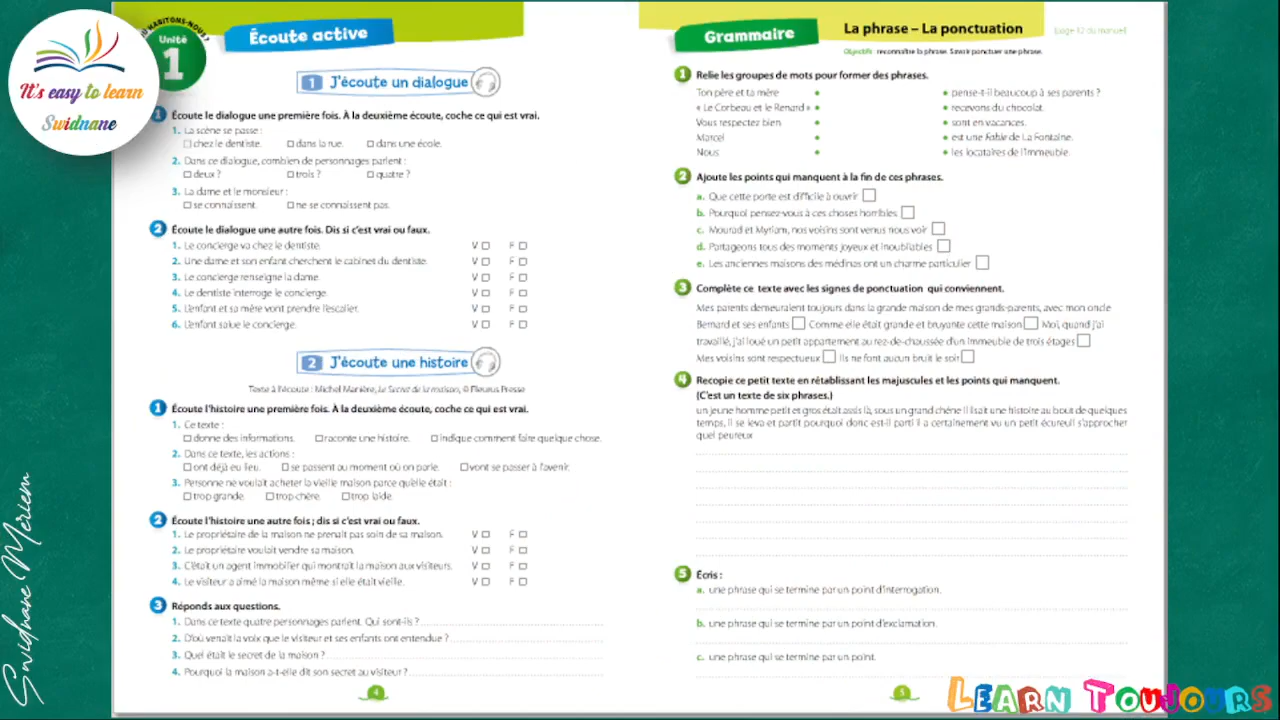 It's easy to learn
Swidnane
Swidnane Meriem
OÙ HABITONS-NOUS ?
Unité
1
Écoute active
1 J'écoute un dialogue
1 Écoute le dialogue une première fois. À la deuxième écoute, coche ce qui est vrai.
1. La scène se passe :
chez le dentiste. dans la rue. dans une école.
2. Dans ce dialogue, combien de personnages parlent :
deux ? trois ? quatre ?
3. La dame et le monsieur :
se connaissent. ne se connaissent pas.
2 Écoute le dialogue une autre fois. Dis si c'est vrai ou faux.
1. Le concierge va chez le dentiste. V F
2. Une dame et son enfant cherchent le cabinet du dentiste. V F
3. Le concierge renseigne la dame. V F
4. Le dentiste interroge le concierge. V F
5. L'enfant et sa mère vont prendre l'escalier. V F
6. L'enfant salue le concierge. V F
2 J'écoute une histoire
Texte à l'écoute : Michel Manière, Le Secret de la maison, © Fleurus Presse
1 Écoute l'histoire une première fois. À la deuxième écoute, coche ce qui est vrai.
1. Ce texte :
donne des informations. raconte une histoire. indique comment faire quelque chose.
2. Dans ce texte, les actions :
ont déjà eu lieu. se passent au moment où on parle. vont se passer à l'avenir.
3. Personne ne voulait acheter la vieille maison parce qu'elle était :
trop grande. trop chère. trop laide.
2 Écoute l'histoire une autre fois ; dis si c'est vrai ou faux.
1. Le propriétaire de la maison ne prenait pas soin de sa maison. V F
2. Le propriétaire voulait vendre sa maison. V F
3. C'était un agent immobilier qui montrait la maison aux visiteurs. V F
4. Le visiteur a aimé la maison même si elle était vieille. V F
3 Réponds aux questions.
1. Dans ce texte quatre personnages parlent. Qui sont-ils ?
2. D'où venait la voix que le visiteur et ses enfants ont entendue ?
3. Quel était le secret de la maison ?
4. Pourquoi la maison a-t-elle dit son secret au visiteur ?
4
Grammaire
La phrase – La ponctuation
(page 12 du manuel)
Objectifs : reconnaître la phrase. Savoir ponctuer une phrase.
1 Relie les groupes de mots pour former des phrases.
Ton père et ta mère • • pense-t-il beaucoup à ses parents ?
« Le Corbeau et le Renard » • • recevons du chocolat.
Vous respectez bien • • sont en vacances.
Marcel • • est une Fable de La Fontaine.
Nous • • les locataires de l'immeuble.
2 Ajoute les points qui manquent à la fin de ces phrases.
a. Que cette porte est difficile à ouvrir
b. Pourquoi pensez-vous à ces choses horribles
c. Mourad et Myriam, nos voisins sont venus nous voir
d. Partageons tous des moments joyeux et inoubliables
e. Les anciennes maisons des médinas ont un charme particulier
3 Complète ce texte avec les signes de ponctuation qui conviennent.
Mes parents demeuraient toujours dans la grande maison de mes grands-parents, avec mon oncle
Bernard et ses enfants Comme elle était grande et bruyante cette maison Moi, quand j'ai
travaillé, j'ai loué un petit appartement au rez-de-chaussée d'un immeuble de trois étages
Mes voisins sont respectueux Ils ne font aucun bruit le soir
4 Recopie ce petit texte en rétablissant les majuscules et les points qui manquent.
(C'est un texte de six phrases.)
un jeune homme petit et gros était assis là, sous un grand chêne il lisait une histoire au bout de quelques
temps, il se leva et partit pourquoi donc est-il parti il a certainement vu un petit écureuil s'approcher
quel peureux
5 Écris :
a. une phrase qui se termine par un point d'interrogation.
b. une phrase qui se termine par un point d'exclamation.
c. une phrase qui se termine par un point.
5
LEARN TOUJOURS